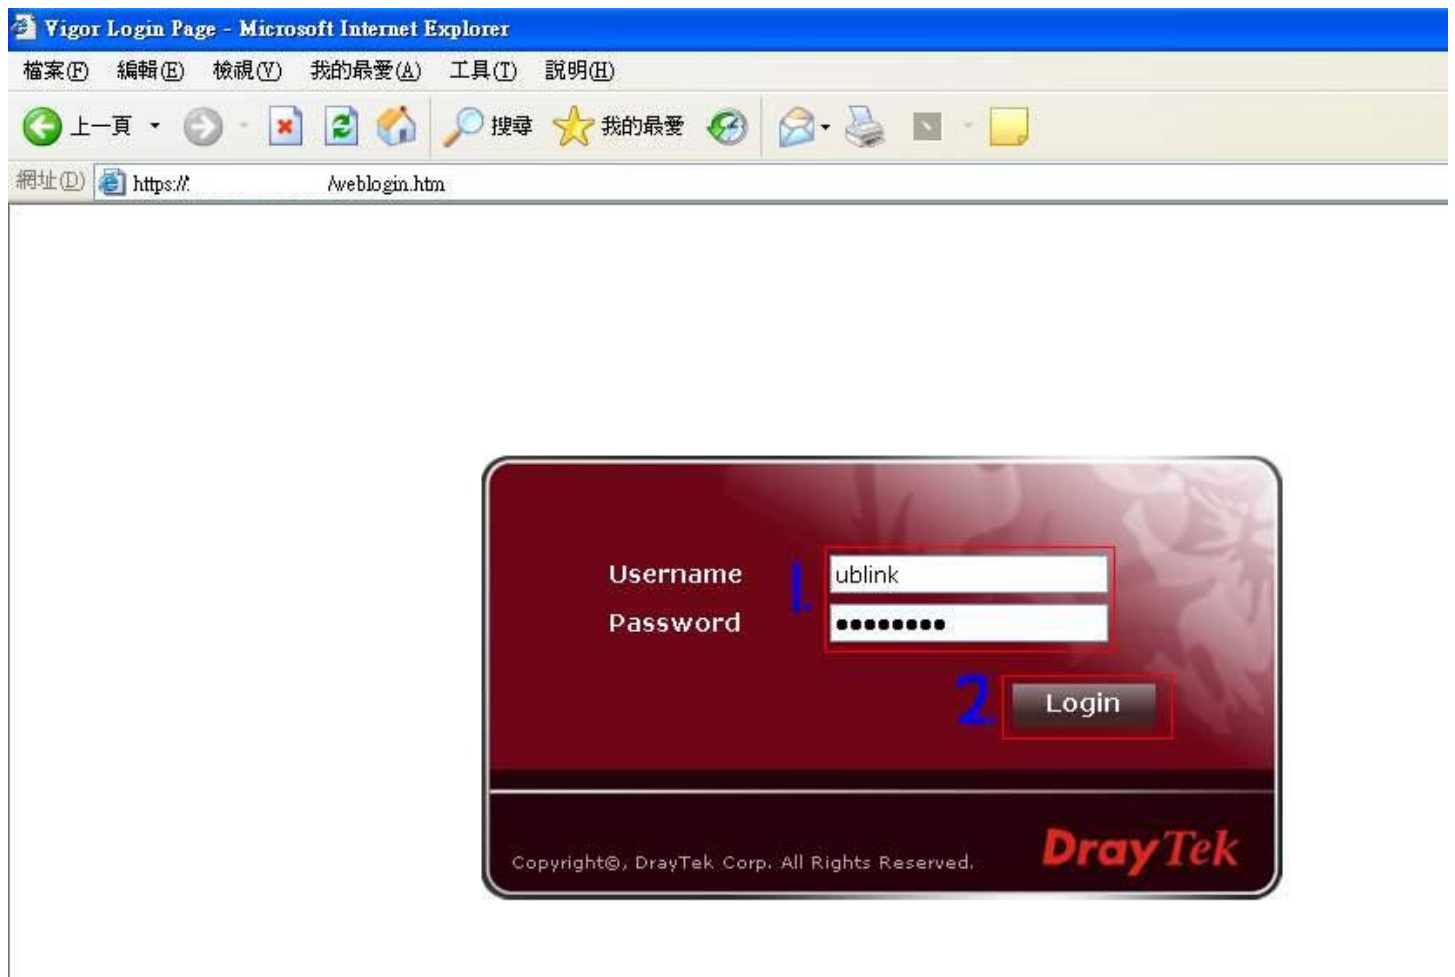 Vigor Login Page - Microsoft Internet Explorer
檔案(F) 編輯(E) 檢視(V) 我的最愛(A) 工具(T) 說明(H)
上一頁 搜尋 我的最愛
網址(D) https:// /weblogin.htm
Username 1. ublink
Password ●●●●●●●●
2. Login
Copyright©, DrayTek Corp. All Rights Reserved. DrayTek